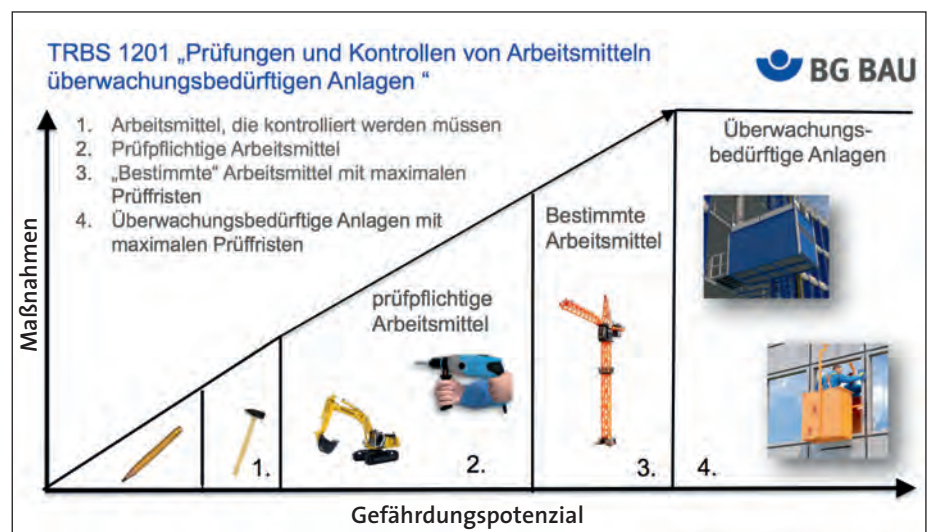 TRBS 1201 „Prüfungen und Kontrollen von Arbeitsmitteln
überwachungsbedürftigen Anlagen “
BG BAU
1. Arbeitsmittel, die kontrolliert werden müssen
2. Prüfpflichtige Arbeitsmittel
3. „Bestimmte“ Arbeitsmittel mit maximalen
Prüffristen
4. Überwachungsbedürftige Anlagen mit
maximalen Prüffristen
Überwachungs-
bedürftige Anlagen
Bestimmte
Arbeitsmittel
prüfpflichtige
Arbeitsmittel
Maßnahmen
1.
2.
3.
4.
Gefährdungspotenzial